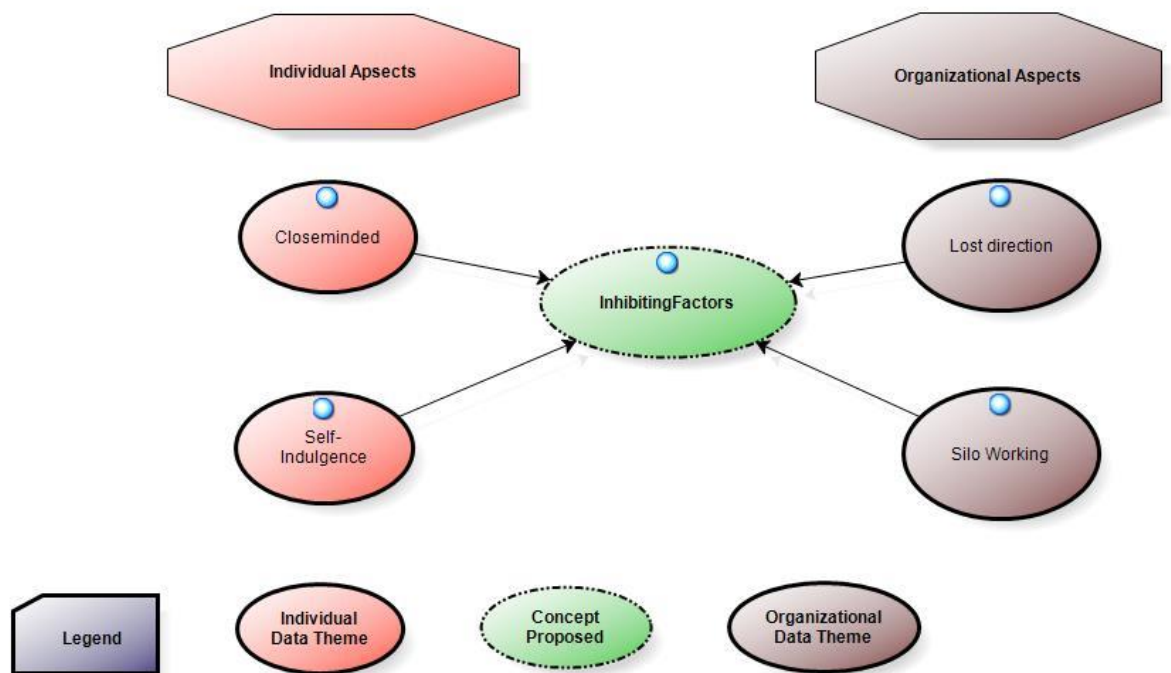 Individual Apsects
Organizational Aspects
Closeminded
Lost direction
InhibitingFactors
Self-
Indulgence
Silo Working
Legend
Individual
Data Theme
Concept
Proposed
Organizational
Data Theme